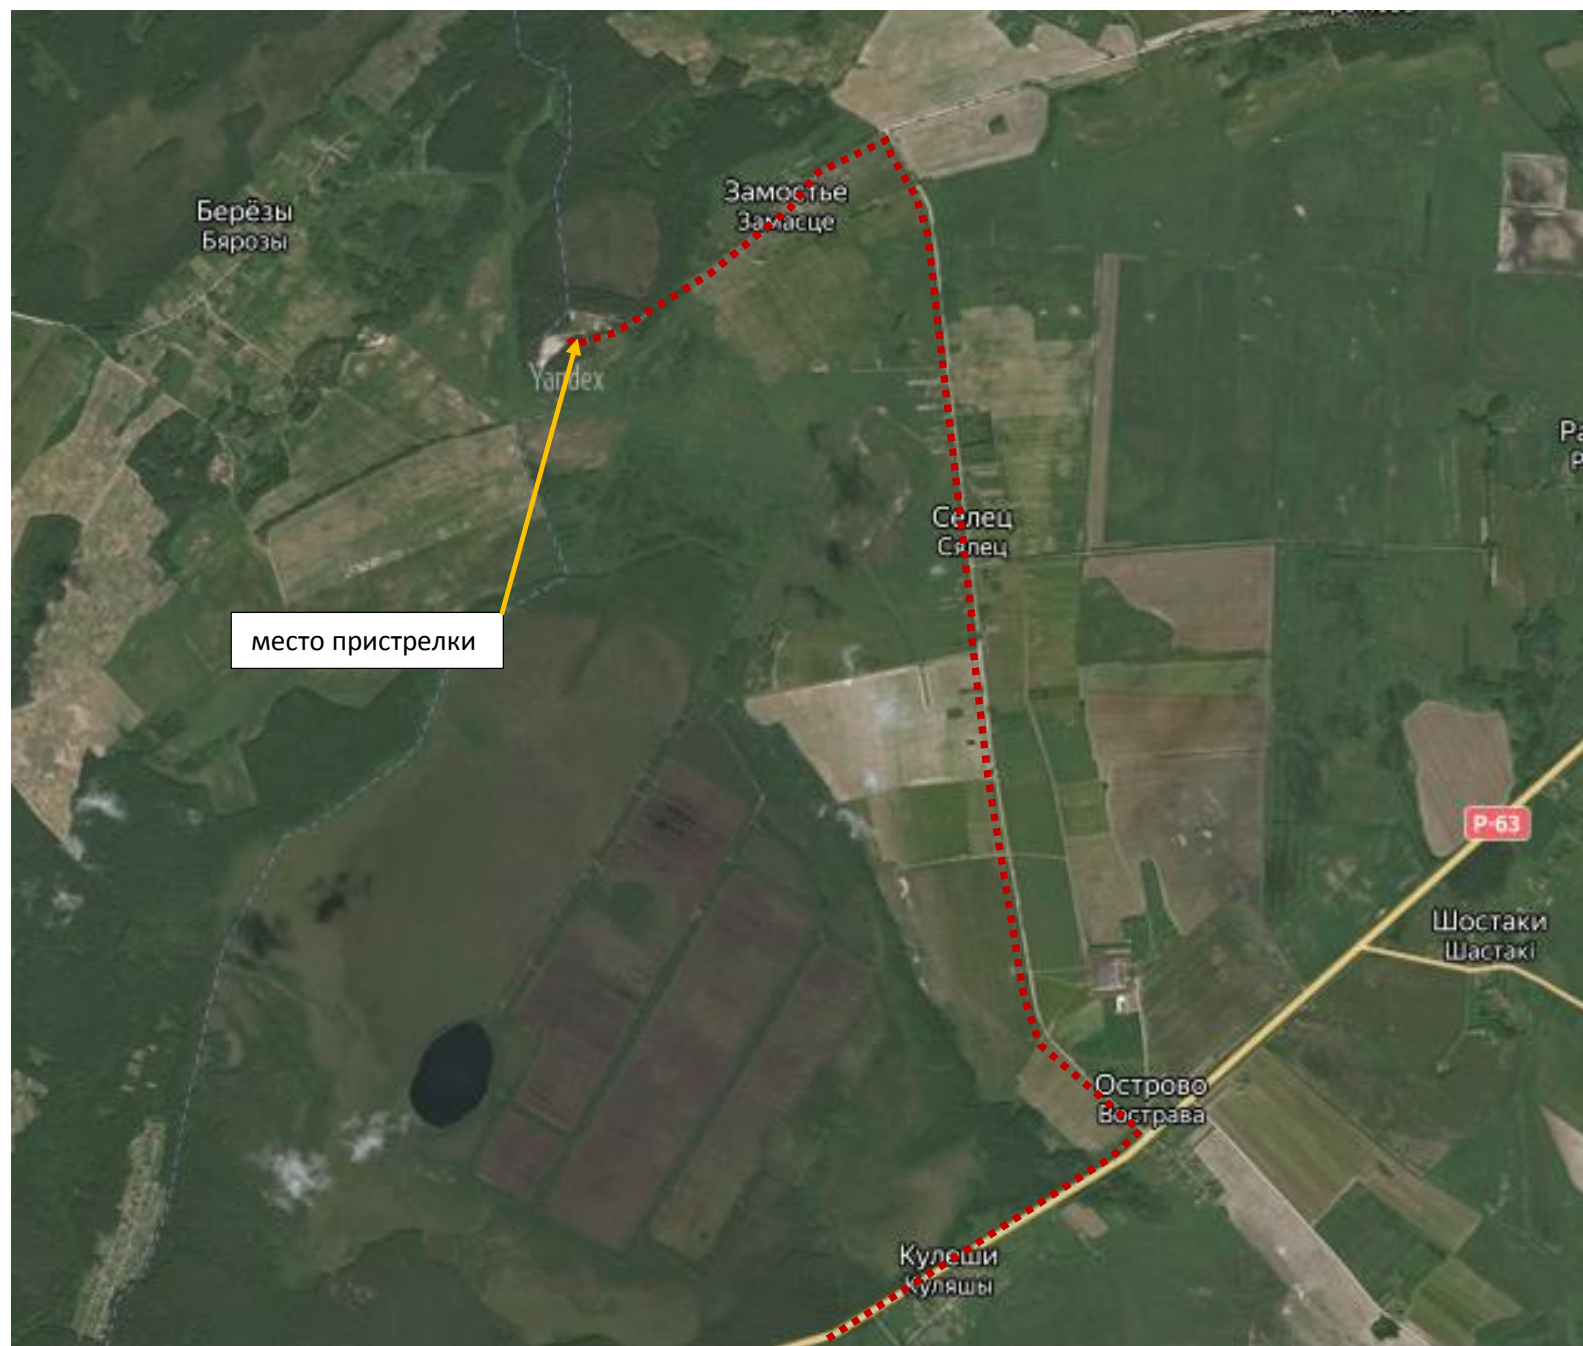 Замостье
Замасце
Берёзы
Бярозы
Yandex
Селец
Сялец
место пристрелки
Р-63
Шостаки
Шастакі
Острово
Вострава
Кулеши
Куляшы